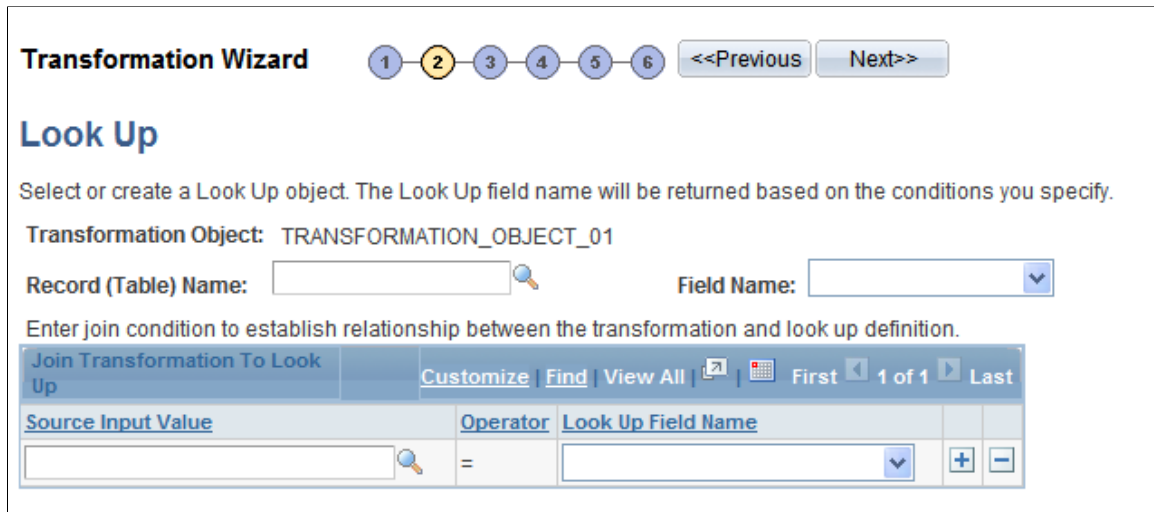 Transformation Wizard 1 2 3 4 5 6 <<Previous Next>>
Look Up
Select or create a Look Up object. The Look Up field name will be returned based on the conditions you specify.
Transformation Object: TRANSFORMATION_OBJECT_01
Record (Table) Name: Field Name:
Enter join condition to establish relationship between the transformation and look up definition.
Join Transformation To Look Up Customize | Find | View All | | First 1 of 1 Last
Source Input Value Operator Look Up Field Name
=